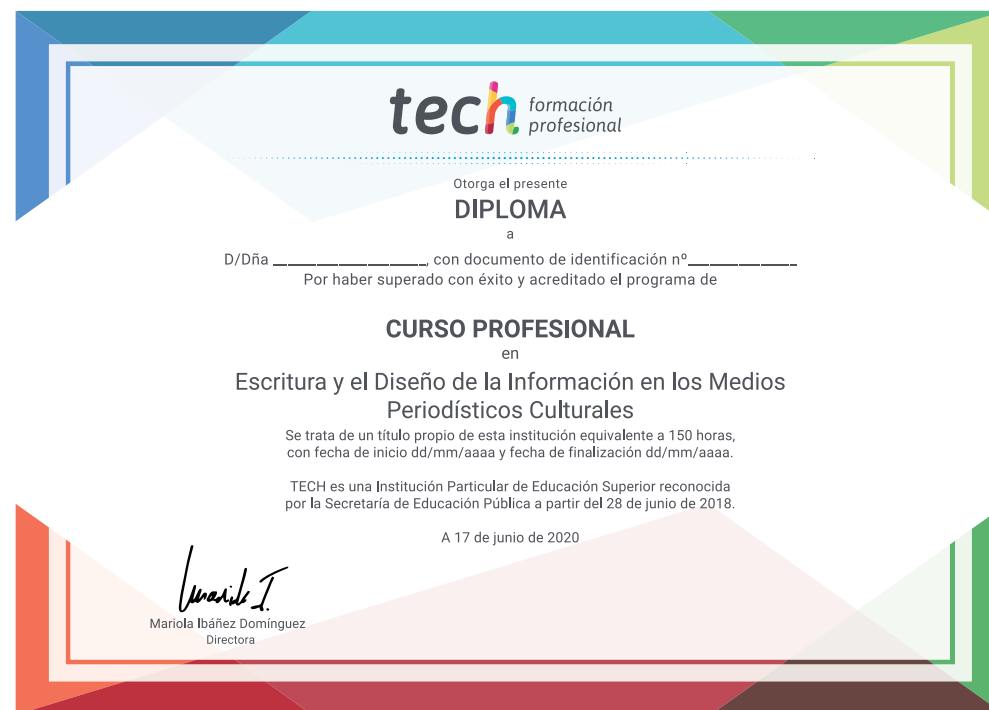 tech formación
profesional
Otorga el presente
DIPLOMA
a
D/Dña ____________________, con documento de identificación nº______________
Por haber superado con éxito y acreditado el programa de
CURSO PROFESIONAL
en
Escritura y el Diseño de la Información en los Medios
Periodísticos Culturales
Se trata de un título propio de esta institución equivalente a 150 horas,
con fecha de inicio dd/mm/aaaa y fecha de finalización dd/mm/aaaa.
TECH es una Institución Particular de Educación Superior reconocida
por la Secretaría de Educación Pública a partir del 28 de junio de 2018.
A 17 de junio de 2020
Mariola Ibáñez Domínguez
Directora